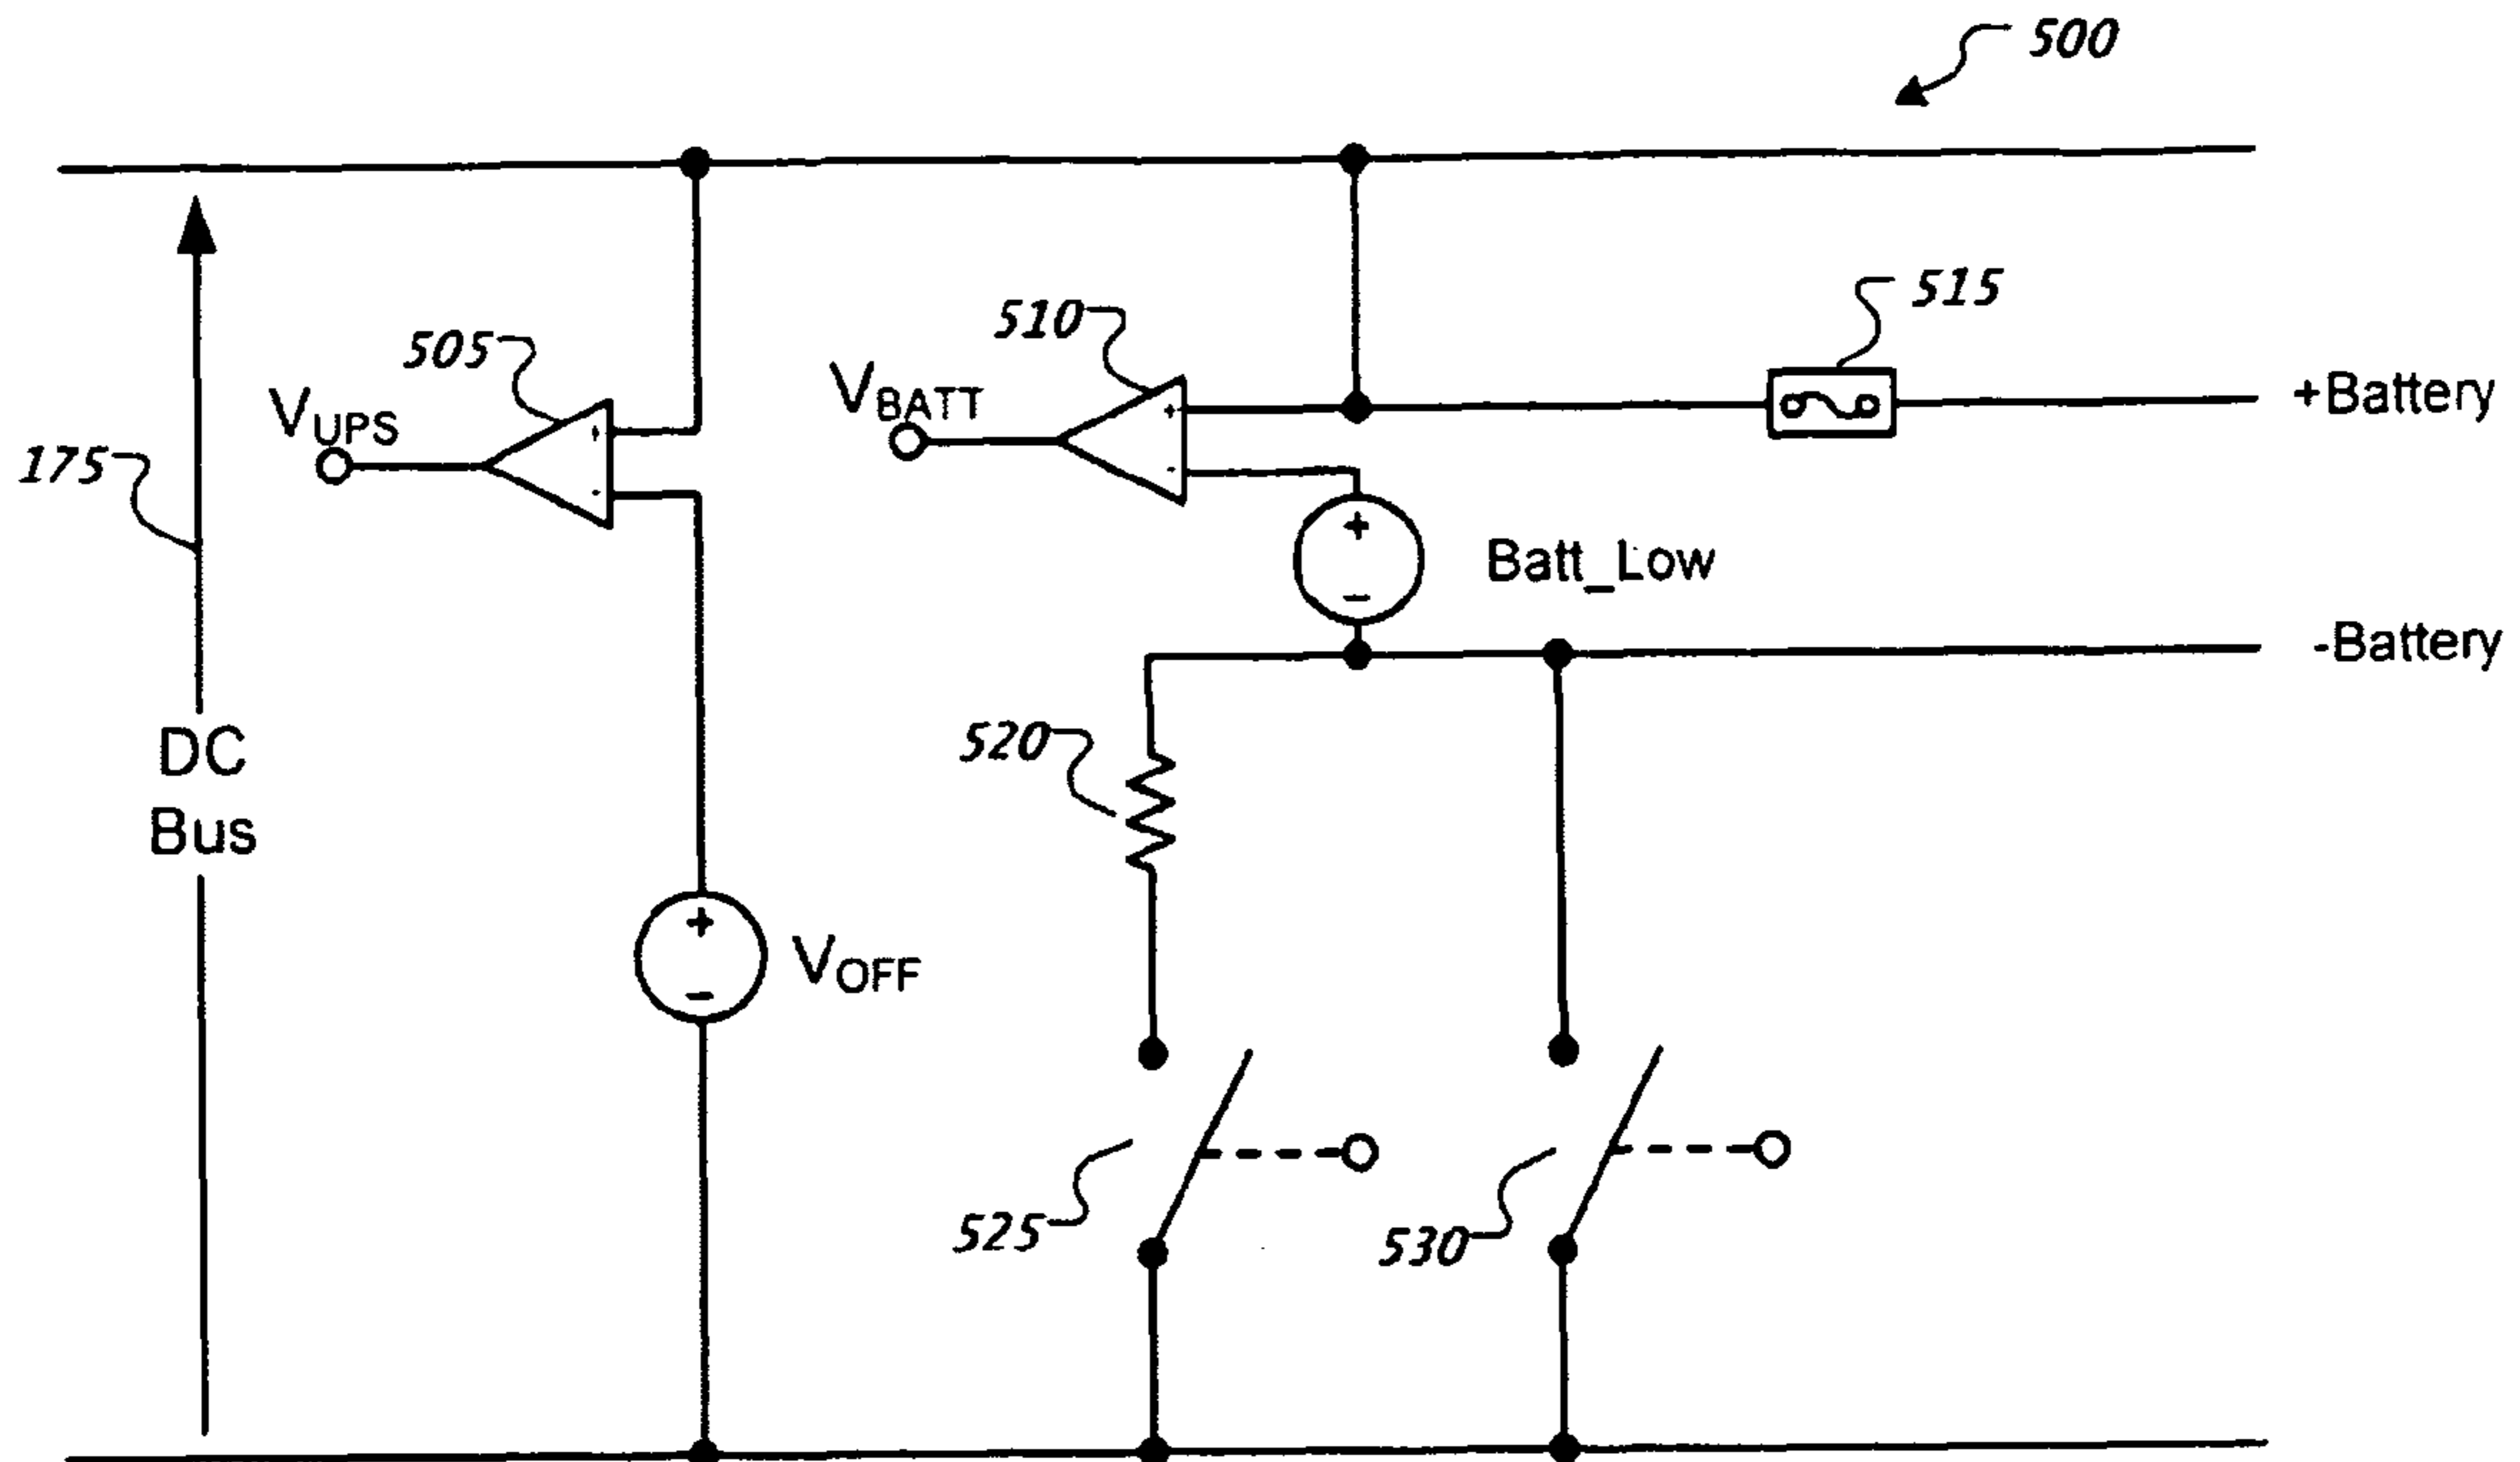 500
515
510
505
VBATT
+Battery
VUPS
175
+
+
-
-
+
Batt_Low
−
-Battery
520
DC
Bus
+
VOFF
−
525
530